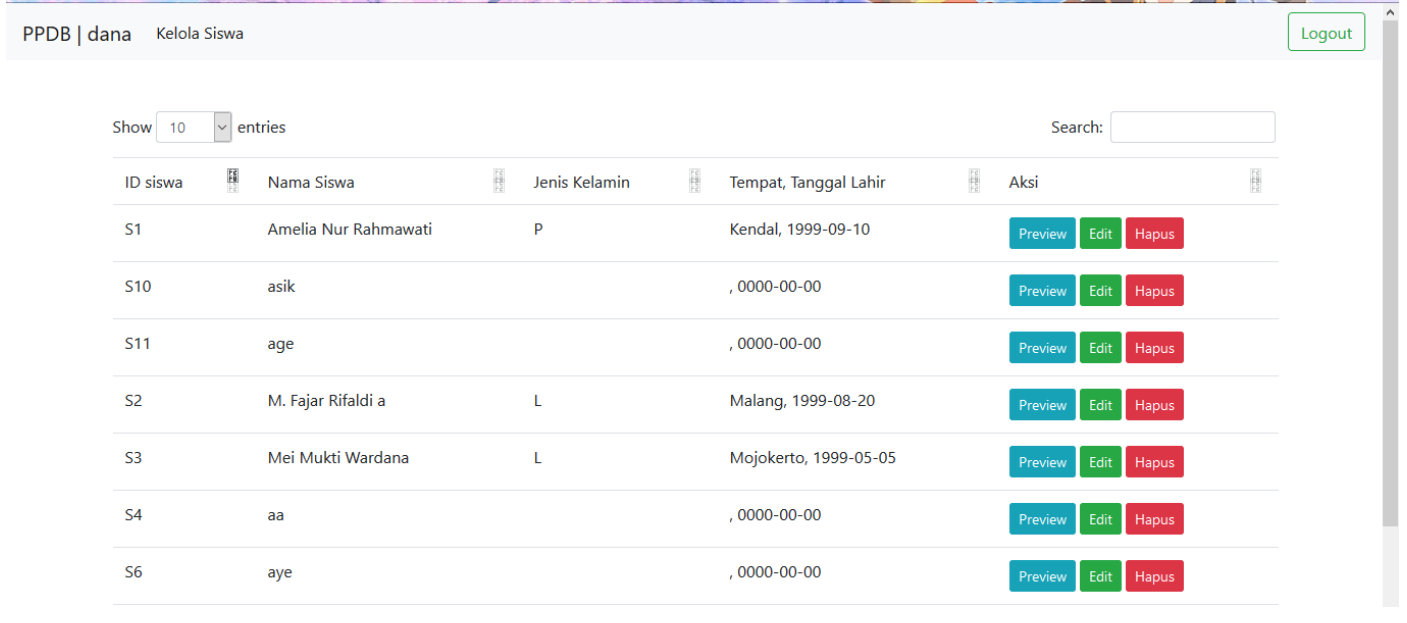 PPDB | dana Kelola Siswa Logout
Show 10 entries Search:
ID siswa Nama Siswa Jenis Kelamin Tempat, Tanggal Lahir Aksi
S1 Amelia Nur Rahmawati P Kendal, 1999-09-10 Preview Edit Hapus
S10 asik , 0000-00-00 Preview Edit Hapus
S11 age , 0000-00-00 Preview Edit Hapus
S2 M. Fajar Rifaldi a L Malang, 1999-08-20 Preview Edit Hapus
S3 Mei Mukti Wardana L Mojokerto, 1999-05-05 Preview Edit Hapus
S4 aa , 0000-00-00 Preview Edit Hapus
S6 aye , 0000-00-00 Preview Edit Hapus